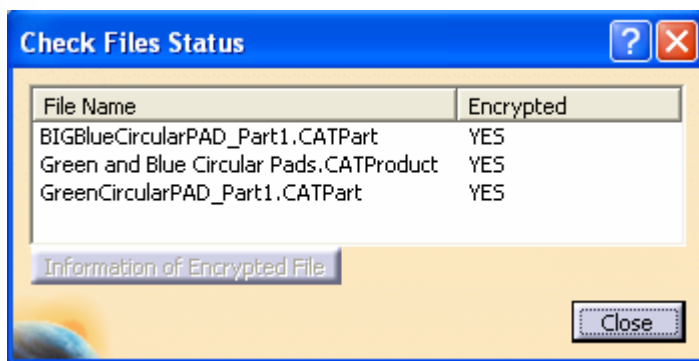 Check Files Status
File Name Encrypted
BIGBlueCircularPAD_Part1.CATPart YES
Green and Blue Circular Pads.CATProduct YES
GreenCircularPAD_Part1.CATPart YES
Information of Encrypted File
Close